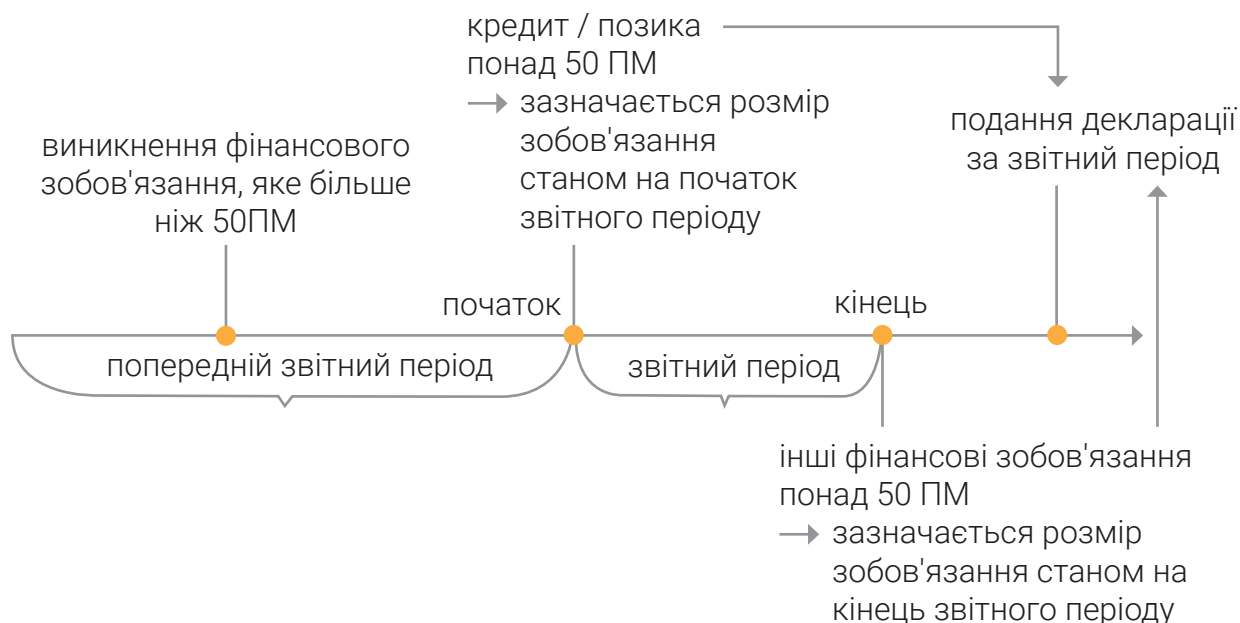 кредит / позика
понад 50 ПМ
зазначається розмір
зобов'язання
станом на початок
звітного періоду
виникнення фінансового
зобов'язання, яке більше
ніж 50ПМ
подання декларації
за звітний період
початок
кінець
попередній звітний період
звітний період
інші фінансові зобов'язання
понад 50 ПМ
зазначається розмір
зобов'язання станом на
кінець звітного періоду